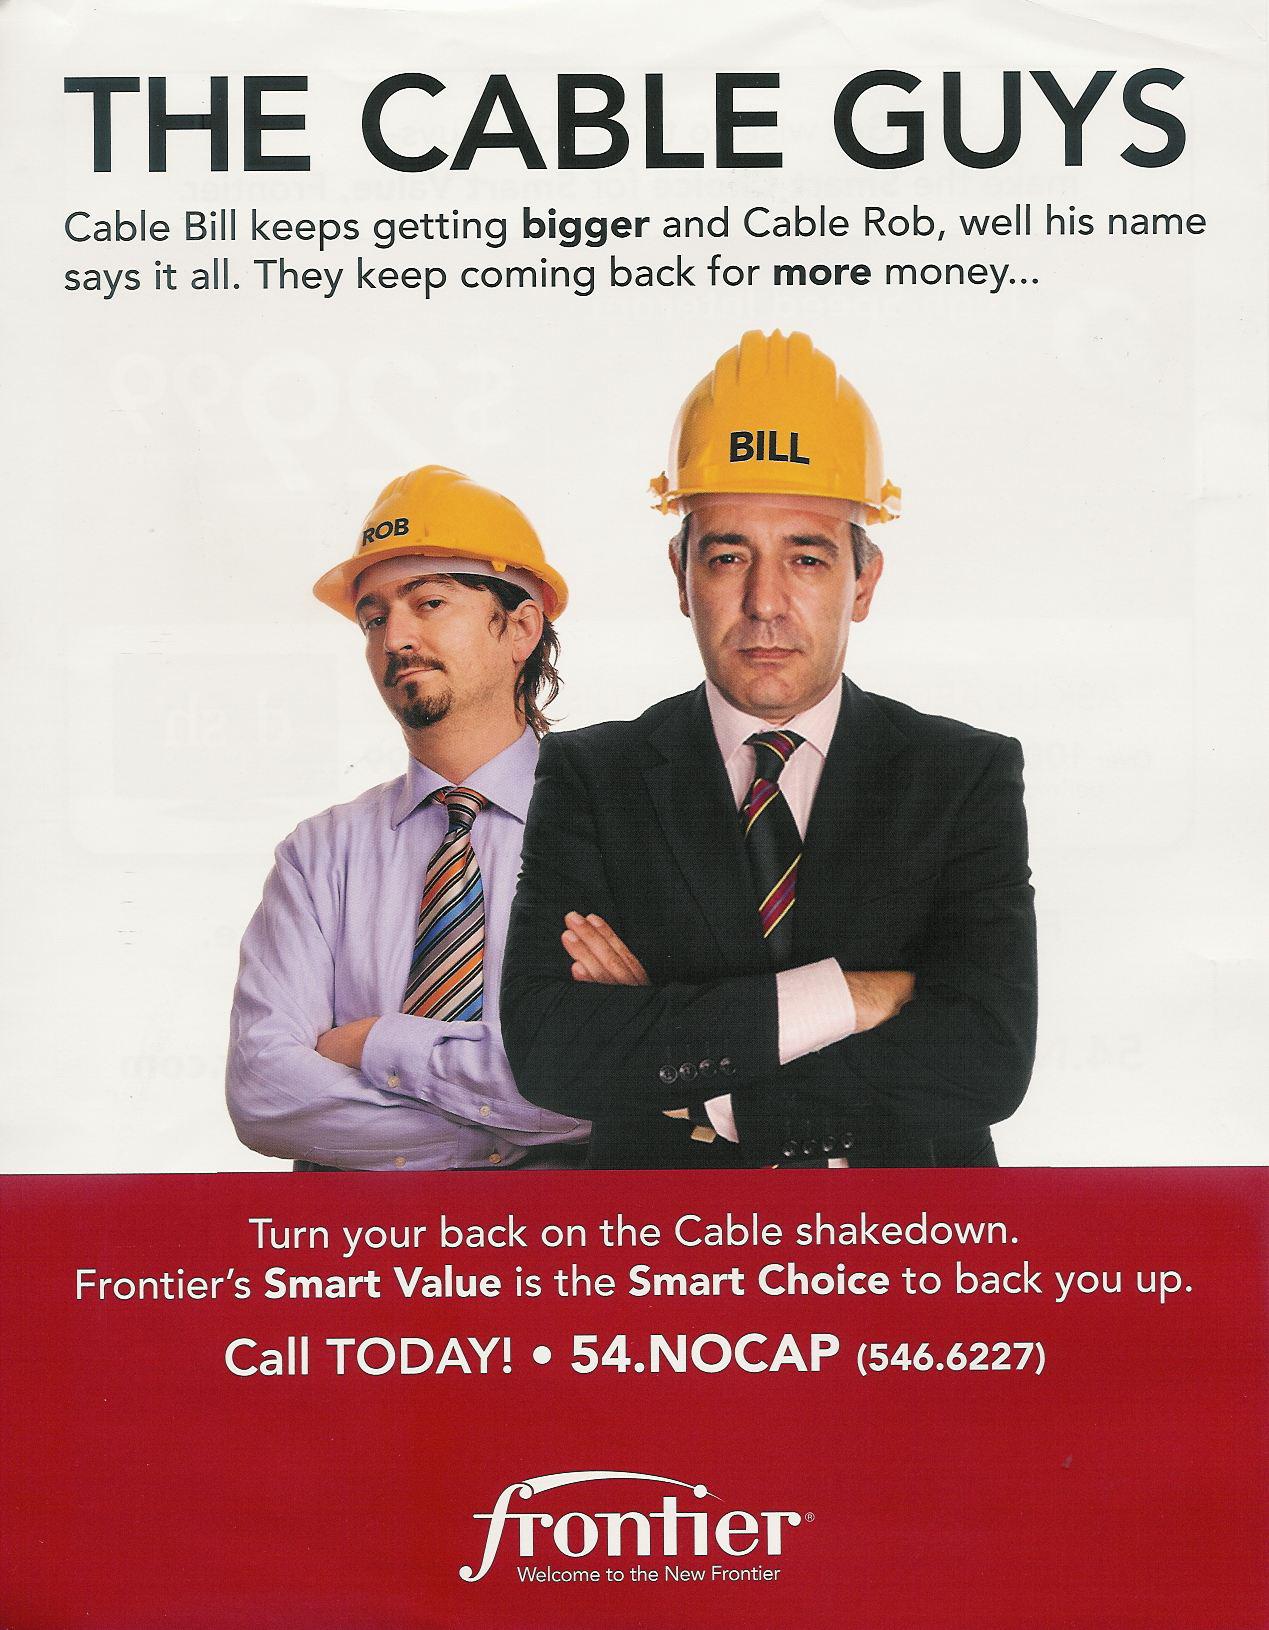 THE CABLE GUYS
Cable Bill keeps getting bigger and Cable Rob, well his name
says it all. They keep coming back for more money...
BILL
ROB
Turn your back on the Cable shakedown.
Frontier's Smart Value is the Smart Choice to back you up.
Call TODAY! • 54.NOCAP (546.6227)
frontier®
Welcome to the New Frontier